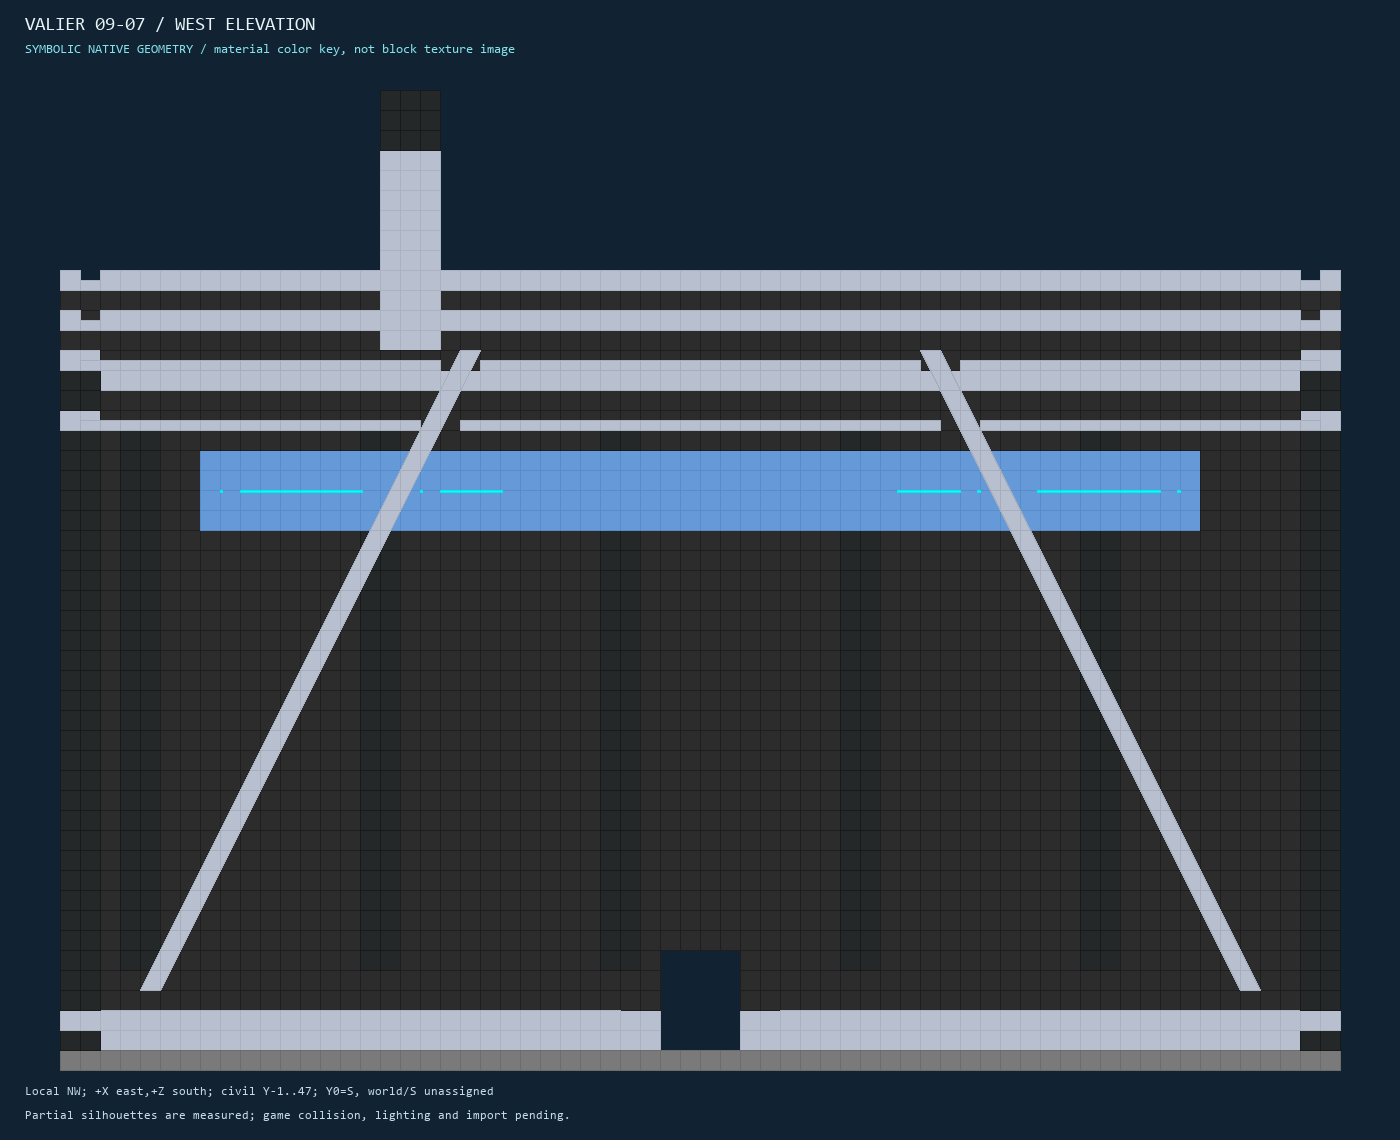 VALIER 09-07 / WEST ELEVATION
SYMBOLIC NATIVE GEOMETRY / material color key, not block texture image
Local NW; +X east,+Z south; civil Y-1..47; Y0=S, world/S unassigned
Partial silhouettes are measured; game collision, lighting and import pending.